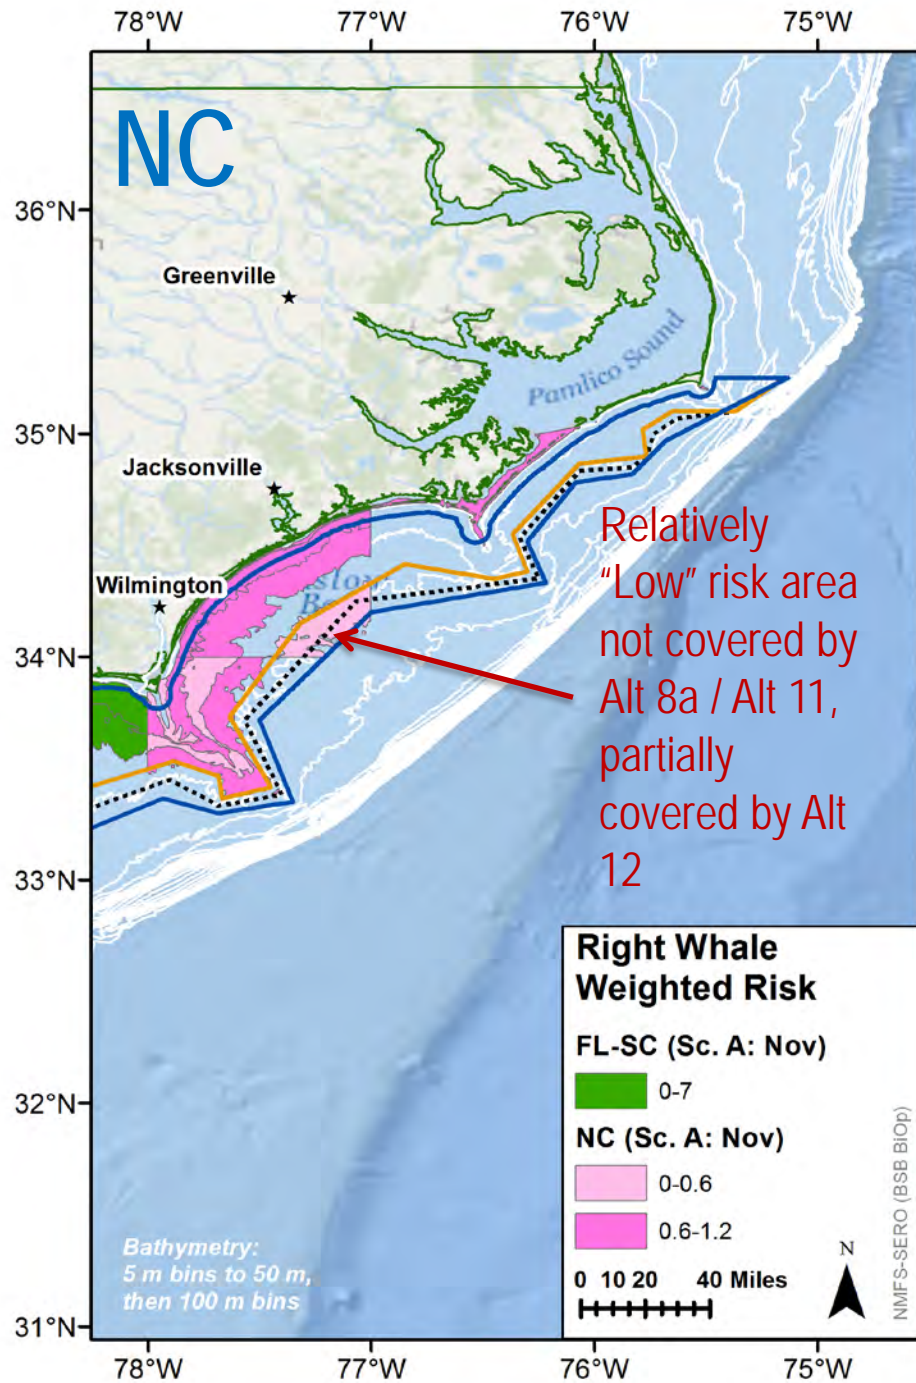 78°W 77°W 76°W 75°W
NC
36°N
Greenville
Pamlico Sound
35°N
Jacksonville
Relatively
“Low” risk area
not covered by
Alt 8a / Alt 11,
partially
covered by Alt
12
Wilmington
34°N
33°N
Right Whale
Weighted Risk
FL-SC (Sc. A: Nov)
0-7
32°N
NC (Sc. A: Nov)
0-0.6
0.6-1.2
Bathymetry:
5 m bins to 50 m,
then 100 m bins
0 10 20 40 Miles
N
NMFS-SERO (BSB BiOp)
31°N
78°W 77°W 76°W 75°W